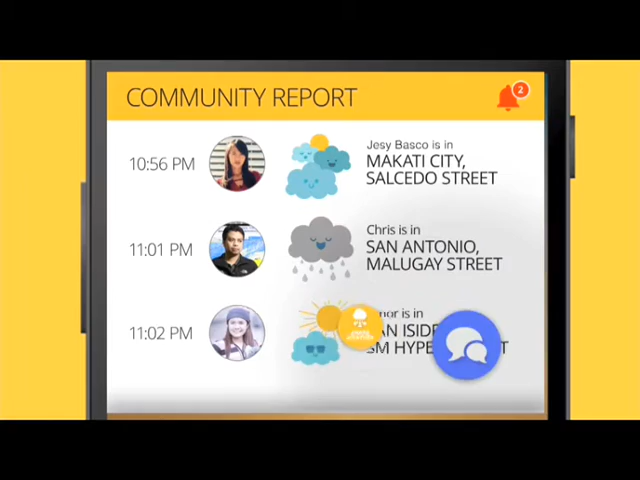 COMMUNITY REPORT
2
10:56 PM
Jesy Basco is in
MAKATI CITY,
SALCEDO STREET
11:01 PM
Chris is in
SAN ANTONIO,
MALUGAY STREET
11:02 PM
is in
SM